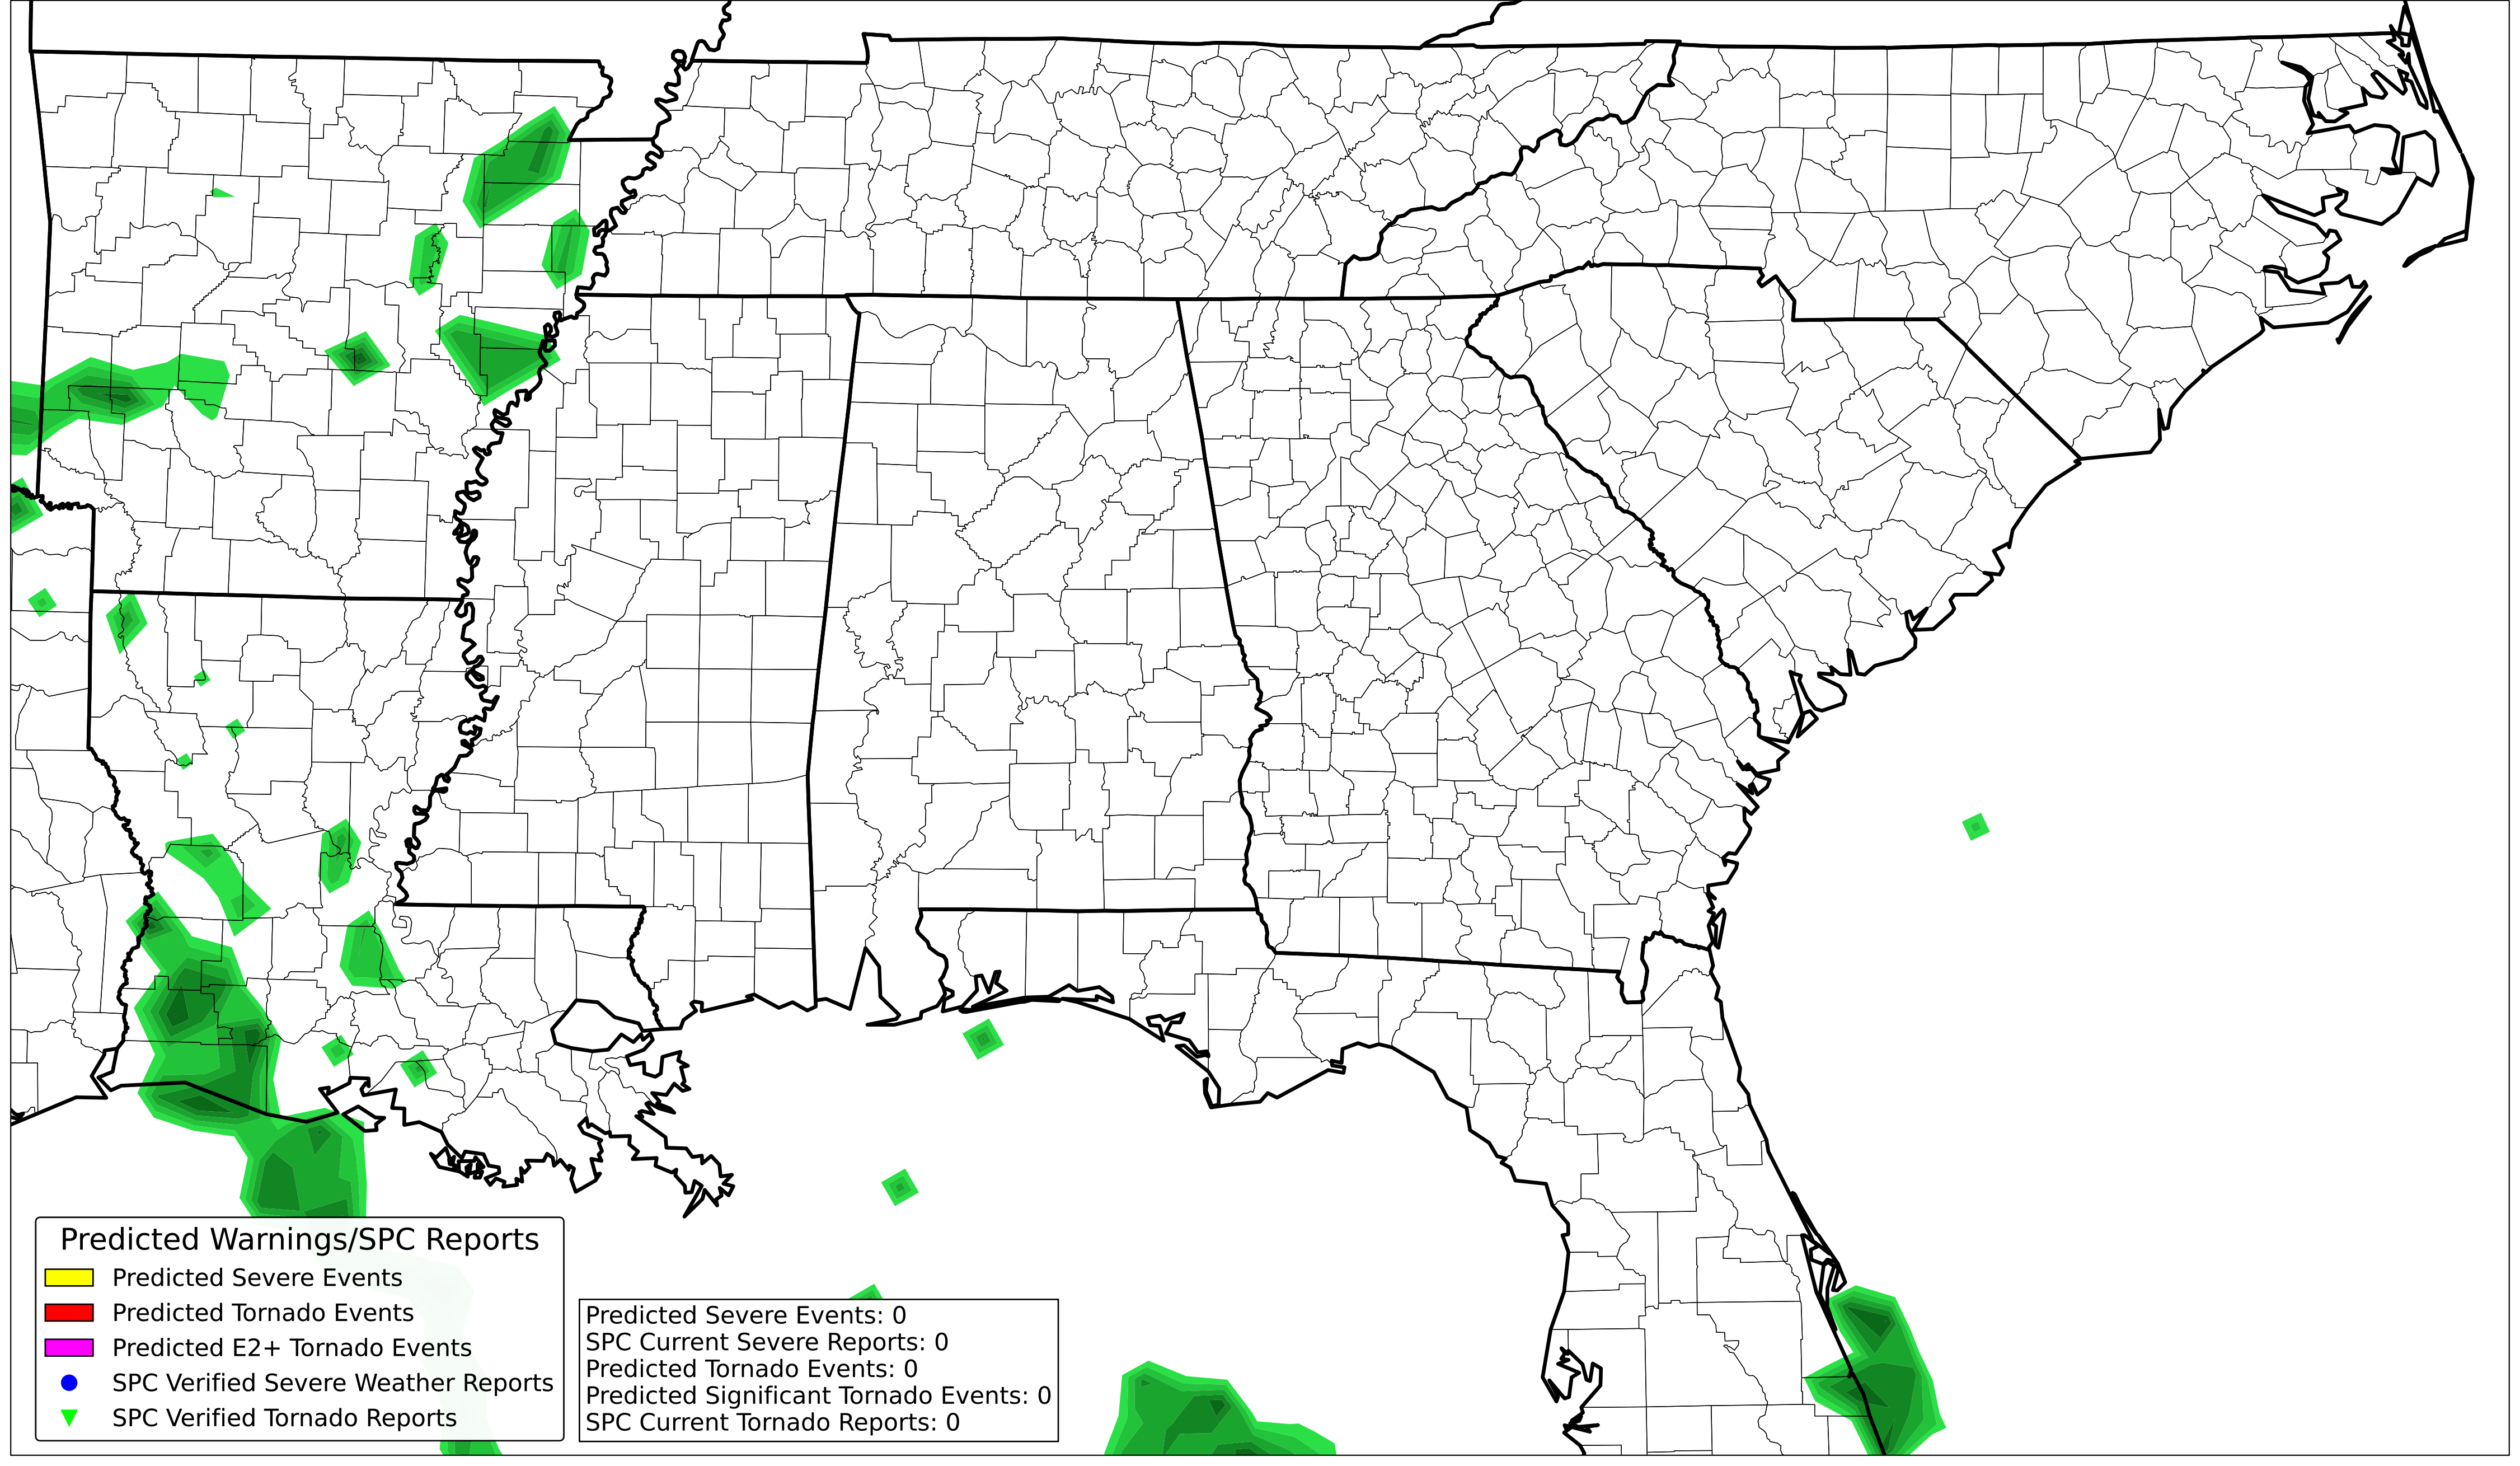 Predicted Warnings/SPC Reports
Predicted Severe Events
Predicted Tornado Events
Predicted E2+ Tornado Events
SPC Verified Severe Weather Reports
SPC Verified Tornado Reports
Predicted Severe Events: 0
SPC Current Severe Reports: 0
Predicted Tornado Events: 0
Predicted Significant Tornado Events: 0
SPC Current Tornado Reports: 0